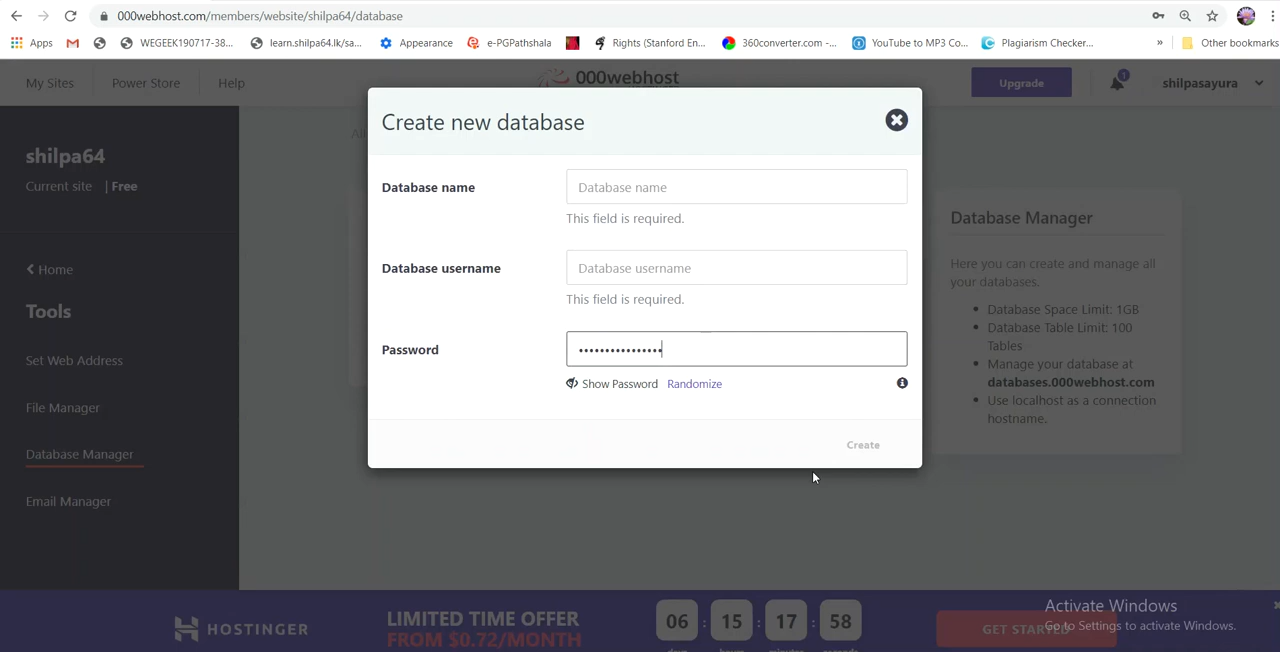 000webhost.com/members/website/shilpa64/database
Apps
WEGEEK190717-38...
learn.shilpa64.lk/sa...
Appearance
e-PGPathshala
Rights (Stanford En...
360converter.com -...
YouTube to MP3 Co...
Plagiarism Checker...
»
Other bookmarks
My Sites
Power Store
Help
000webhost
Upgrade
1
shilpasayura
shilpa64
Current site | Free
Home
Tools
Set Web Address
File Manager
Database Manager
Email Manager
Create new database
Database name
Database name
This field is required.
Database username
Database username
This field is required.
Password
••••••••••••••••
Show Password Randomize
Create
Database Manager
Here you can create and manage all
your databases.
• Database Space Limit: 1GB
• Database Table Limit: 100
Tables
• Manage your database at
databases.000webhost.com
• Use localhost as a connection
hostname.
HOSTINGER
LIMITED TIME OFFER
FROM $0.72/MONTH
06 : 15 : 17 : 58
GET STARTED
Activate Windows
Go to Settings to activate Windows.